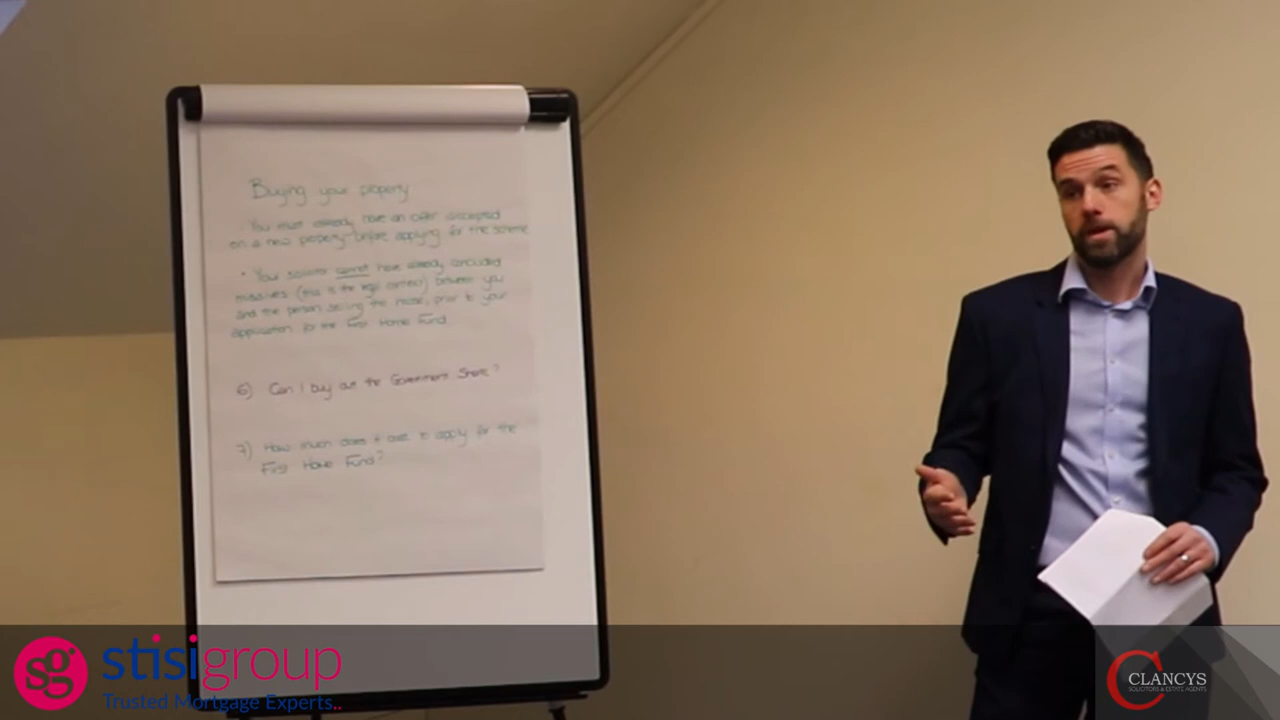 Buying your property
· You must already have an offer accepted
on a new property before applying for the scheme
• Your solicitor cannot have already concluded
missives (this is the legal contract) between you
and the person selling the house, prior to your
application for the First Home Fund
6) Can I buy out the Government Share?
7) How much does it cost to apply for the
First Home Fund?
sg
stisigroup
Trusted Mortgage Experts..
CLANCYS
SOLICITORS & ESTATE AGENTS